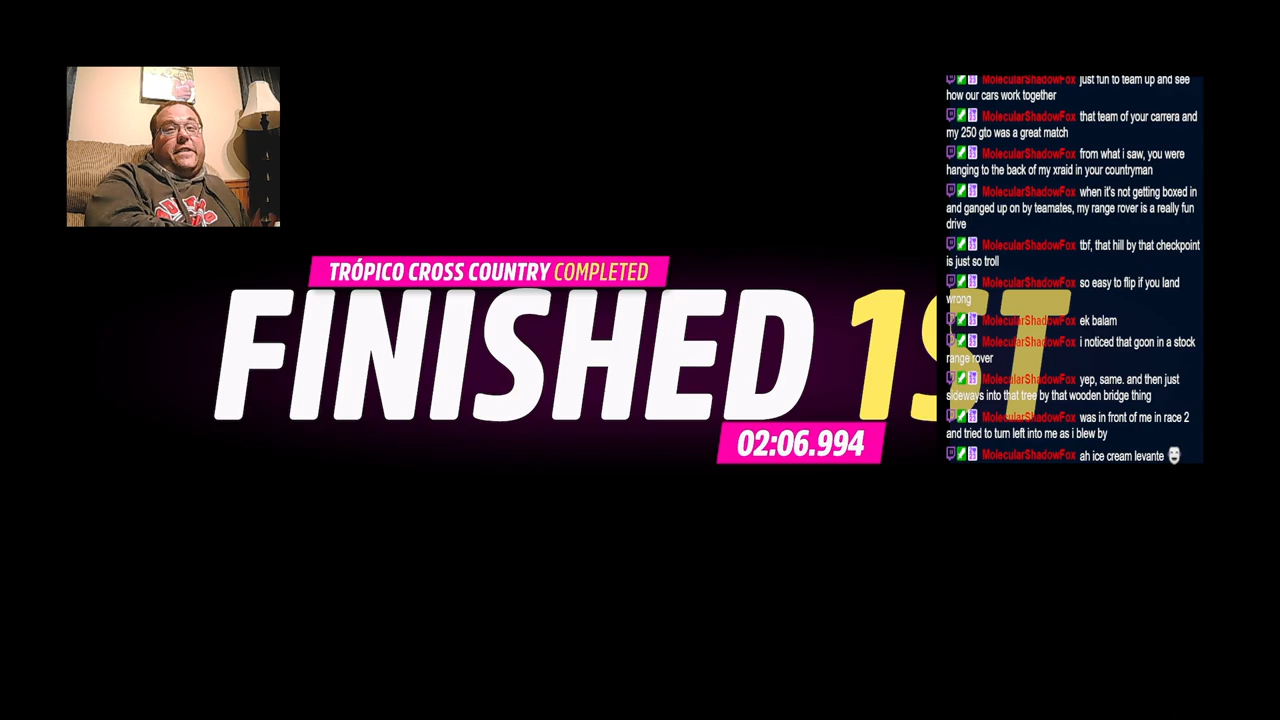 MolecularShadowFox just fun to team up and see
how our cars work together
MolecularShadowFox that team of your carrera and
my 250 gto was a great match
MolecularShadowFox from what i saw, you were
hanging to the back of my xraid in your countryman
MolecularShadowFox when it's not getting boxed in
and ganged up on by teamates, my range rover is a really fun
drive
MolecularShadowFox tbf, that hill by that checkpoint
is just so troll
MolecularShadowFox so easy to flip if you land
wrong
MolecularShadowFox ek balam
MolecularShadowFox i noticed that goon in a stock
range rover
MolecularShadowFox yep, same. and then just
sideways into that tree by that wooden bridge thing
MolecularShadowFox was in front of me in race 2
and tried to turn left into me as i blew by
MolecularShadowFox ah ice cream levante
TRÓPICO CROSS COUNTRY COMPLETED
FINISHED 1ST
02:06.994